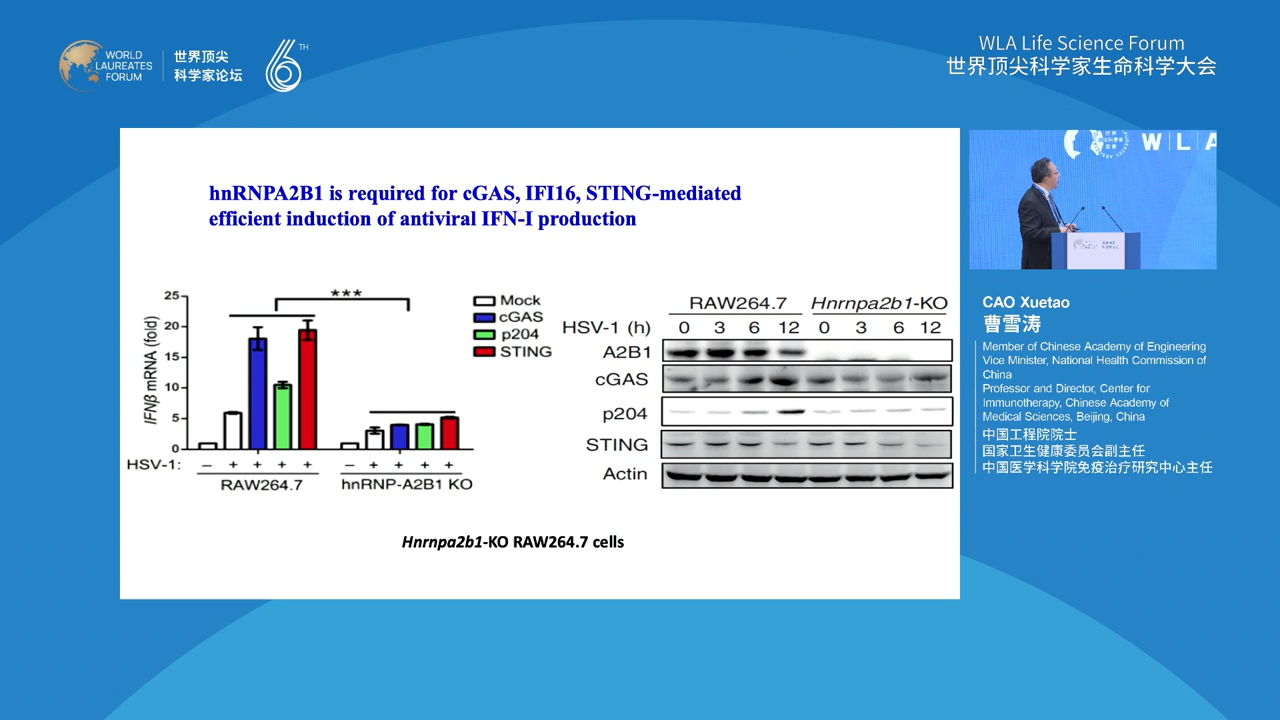 WORLD
LAUREATES
FORUM
世界顶尖
科学家论坛
6TH
WLA Life Science Forum
世界顶尖科学家生命科学大会
hnRNPA2B1 is required for cGAS, IFI16, STING-mediated
efficient induction of antiviral IFN-I production
IFNβ mRNA (fold)
25
20
15
10
5
0
***
Mock
cGAS
p204
STING
HSV-1: – + + + + – + + + +
RAW264.7 hnRNP-A2B1 KO
RAW264.7 Hnrnpa2b1-KO
HSV-1 (h) 0 3 6 12 0 3 6 12
A2B1
cGAS
p204
STING
Actin
Hnrnpa2b1-KO RAW264.7 cells
WLA
CAO Xuetao
曹雪涛
Member of Chinese Academy of Engineering
Vice Minister, National Health Commission of
China
Professor and Director, Center for
Immunotherapy, Chinese Academy of
Medical Sciences, Beijing, China
中国工程院院士
国家卫生健康委员会副主任
中国医学科学院免疫治疗研究中心主任